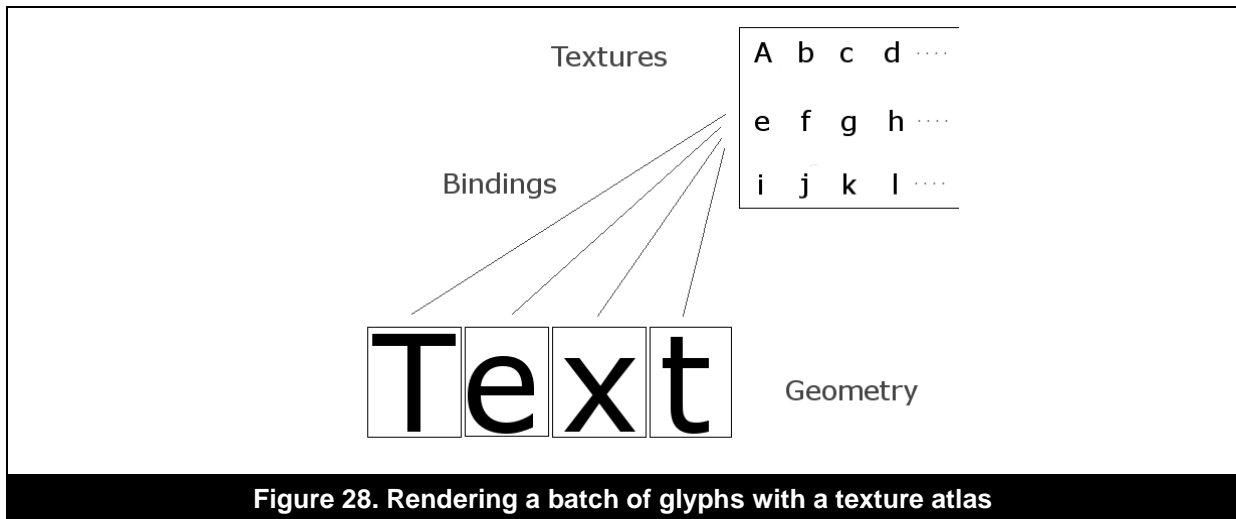 Textures
A b c d ....
e f g h ....
i j k l ....
Bindings
Text
Geometry
Figure 28. Rendering a batch of glyphs with a texture atlas